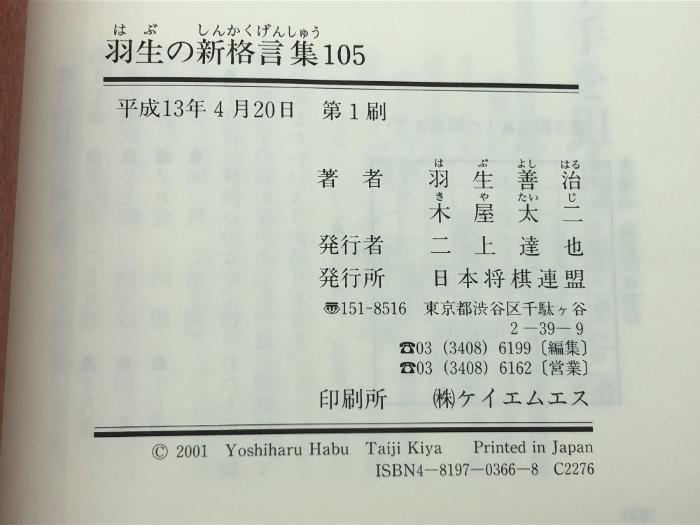 はぶ しんかくげんしゅう
羽生の新格言集105
平成13年4月20日 第1刷
は ぶ よし はる
著者 羽生善治
き や たい じ
木屋太二
発行者 二上達也
発行所 日本将棋連盟
〠151-8516 東京都渋谷区千駄ヶ谷
2-39-9
☎03 (3408) 6199〔編集〕
☎03 (3408) 6162〔営業〕
印刷所 ㈱ケイエムエス
© 2001 Yoshiharu Habu Taiji Kiya Printed in Japan
ISBN4-8197-0366-8 C2276